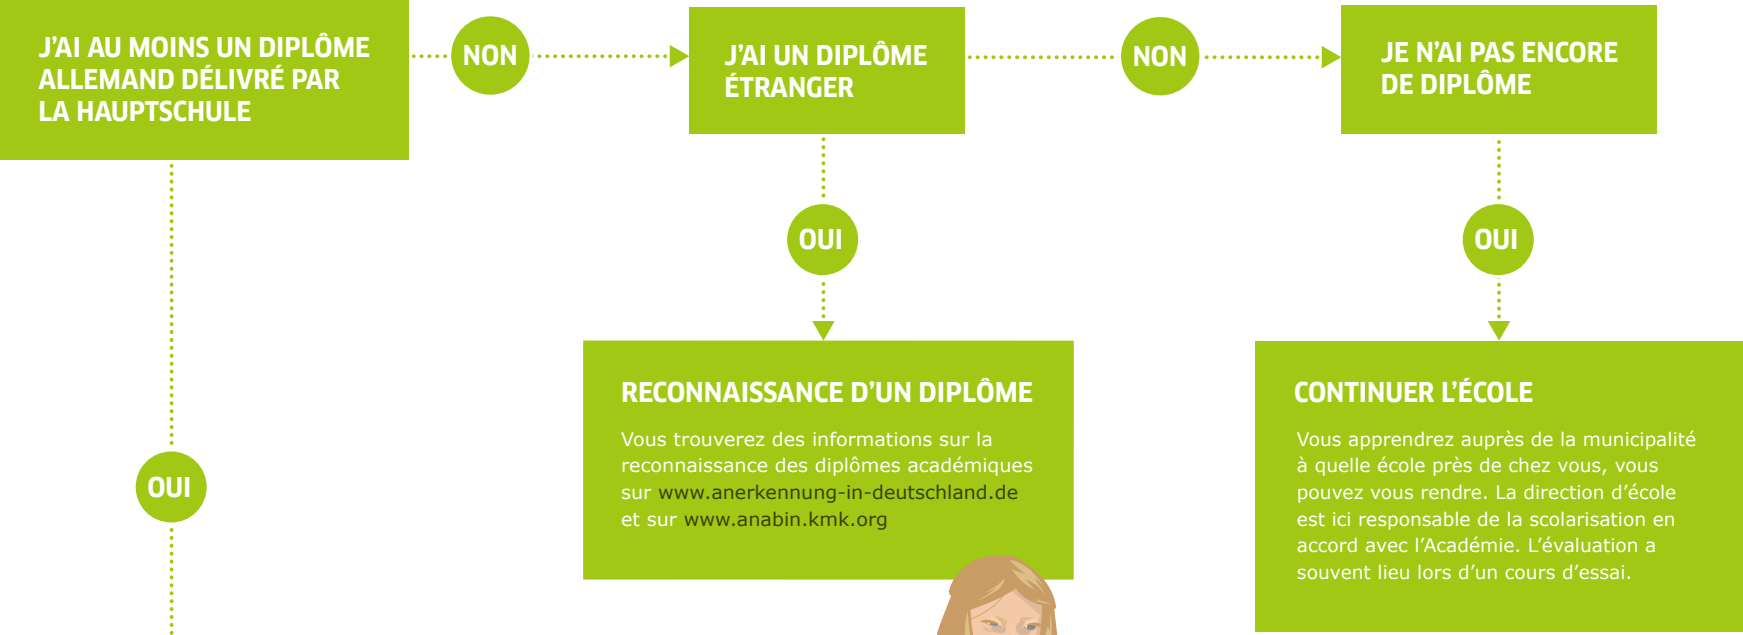 J'AI AU MOINS UN DIPLÔME
ALLEMAND DÉLIVRÉ PAR
LA HAUPTSCHULE
NON
J'AI UN DIPLÔME
ÉTRANGER
NON
JE N'AI PAS ENCORE
DE DIPLÔME
OUI
OUI
OUI
RECONNAISSANCE D'UN DIPLÔME
Vous trouverez des informations sur la
reconnaissance des diplômes académiques
sur www.anerkennung-in-deutschland.de
et sur www.anabin.kmk.org
CONTINUER L'ÉCOLE
Vous apprendrez auprès de la municipalité
à quelle école près de chez vous, vous
pouvez vous rendre. La direction d'école
est ici responsable de la scolarisation en
accord avec l'Académie. L'évaluation a
souvent lieu lors d'un cours d'essai.